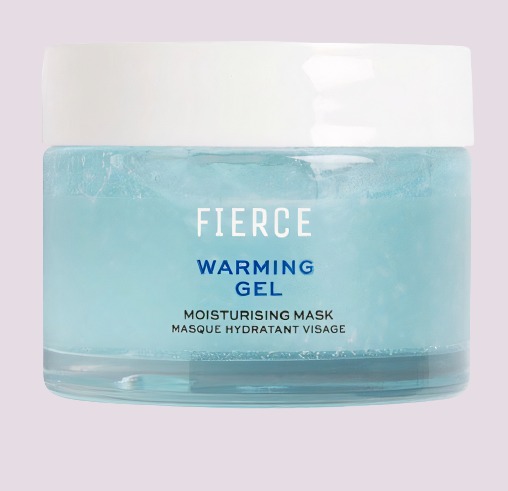 FIERCE
WARMING
GEL
MOISTURISING MASK
MASQUE HYDRATANT VISAGE